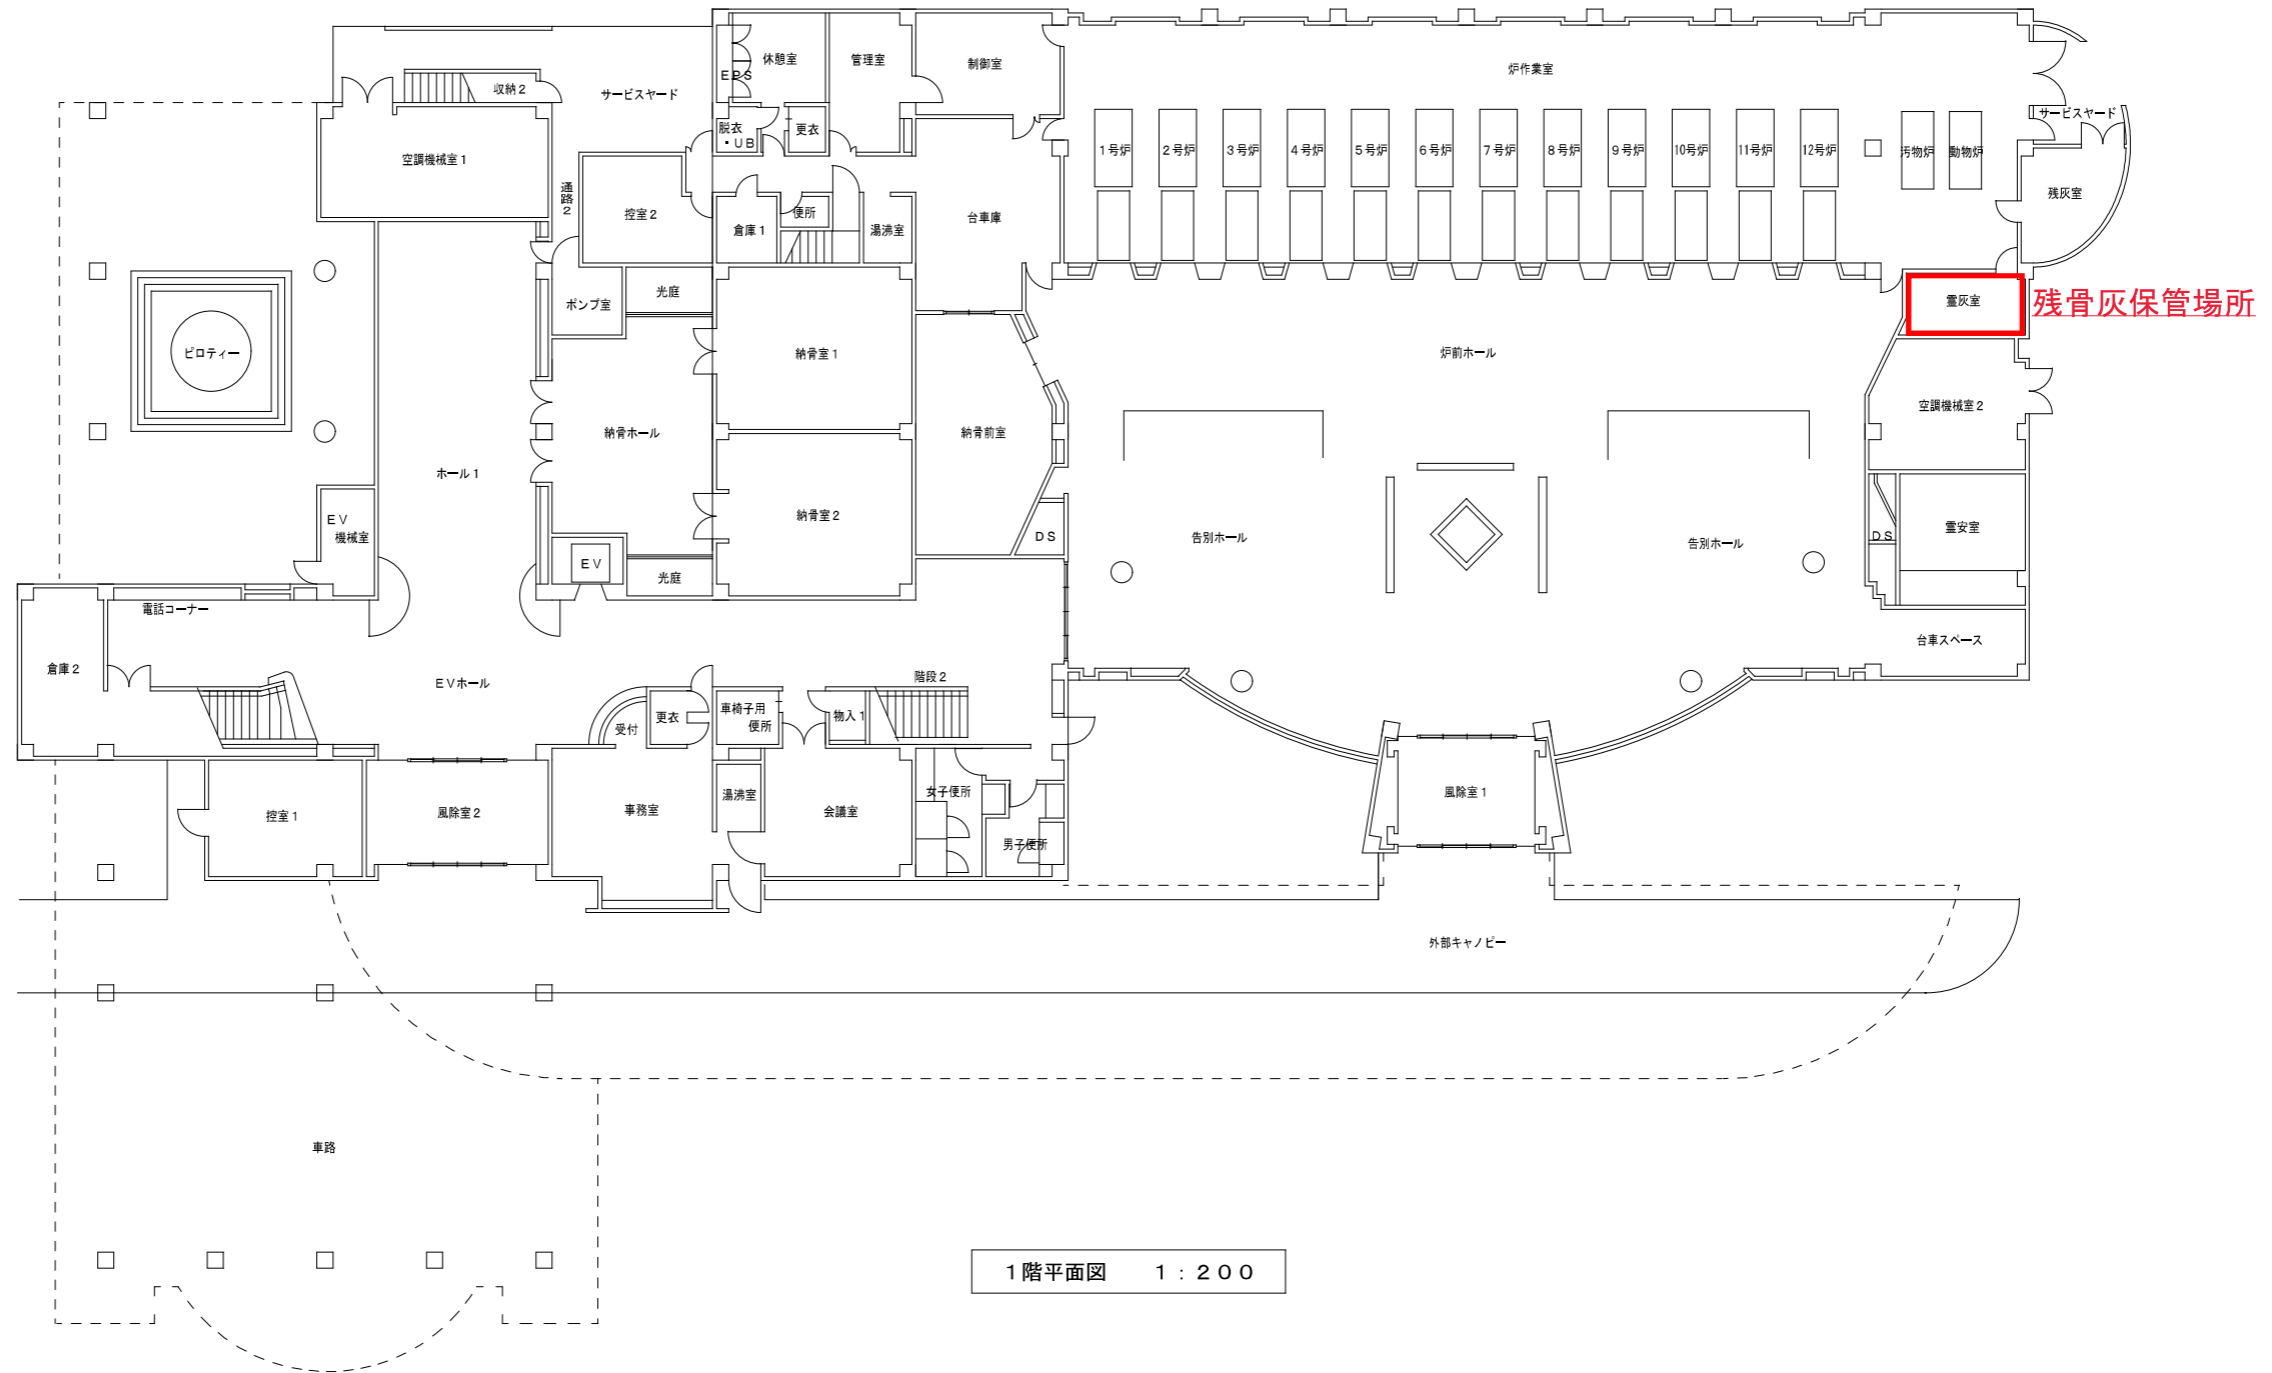 休憩室
管理室
制御室
炉作業室
EPS
収納2
サービスヤード
サービスヤード
脱衣
・UB
更衣
空調機械室1
1号炉
2号炉
3号炉
4号炉
5号炉
6号炉
7号炉
8号炉
9号炉
10号炉
11号炉
12号炉
汚物炉
動物炉
残灰室
通路2
控室2
倉庫1
便所
湯沸室
台車庫
ポンプ室
光庭
霊灰室
残骨灰保管場所
ピロティー
納骨室1
炉前ホール
空調機械室2
納骨ホール
納骨前室
ホール1
納骨室2
EV
機械室
DS
告別ホール
告別ホール
DS
霊安室
EV
光庭
電話コーナー
倉庫2
EVホール
階段2
台車スペース
受付
更衣
車椅子用
便所
物入1
控室1
風除室2
事務室
湯沸室
会議室
女子便所
男子便所
風除室1
外部キャノピー
車路
1階平面図 1:200